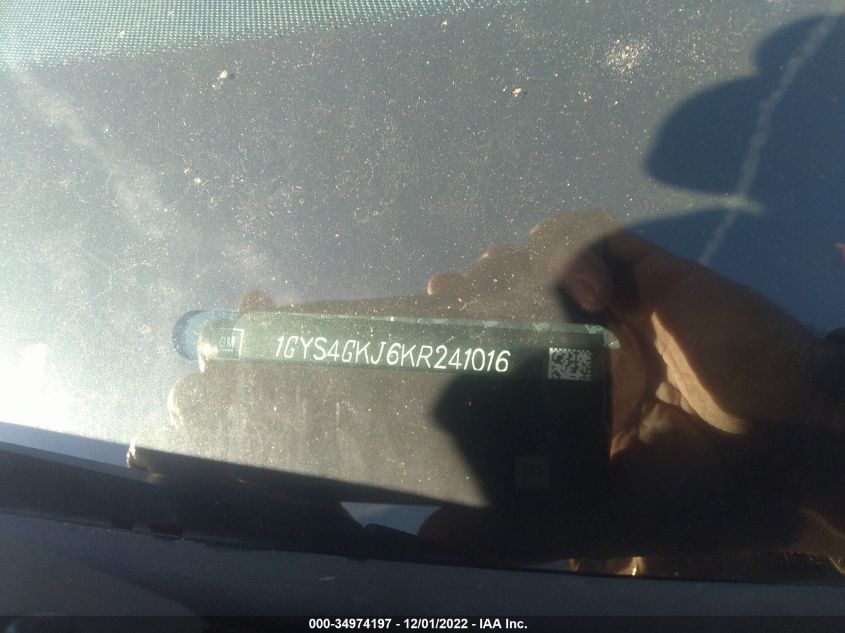 GM 1GYS4GKJ6KR241016
000-34974197 - 12/01/2022 - IAA Inc.